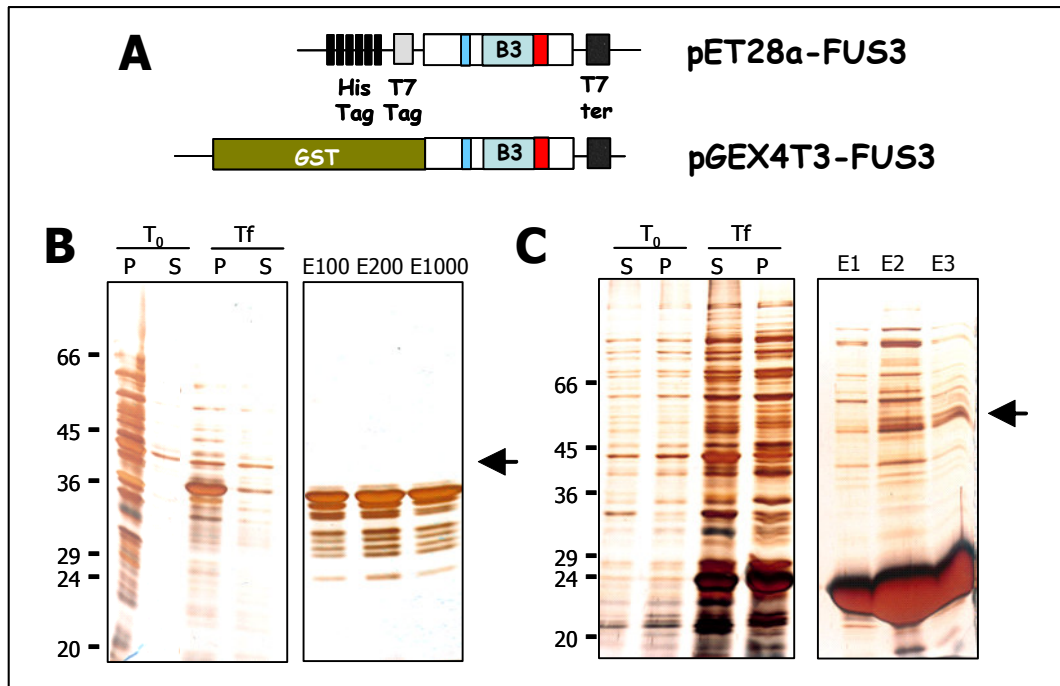 A
B3
pET28a-FUS3
His Tag
T7 Tag
T7 ter
GST
B3
pGEX4T3-FUS3
B
T0
Tf
P S P S
E100 E200 E1000
66
45
36
29
24
20
C
T0
Tf
S P S P
E1 E2 E3
66
45
36
29
24
20